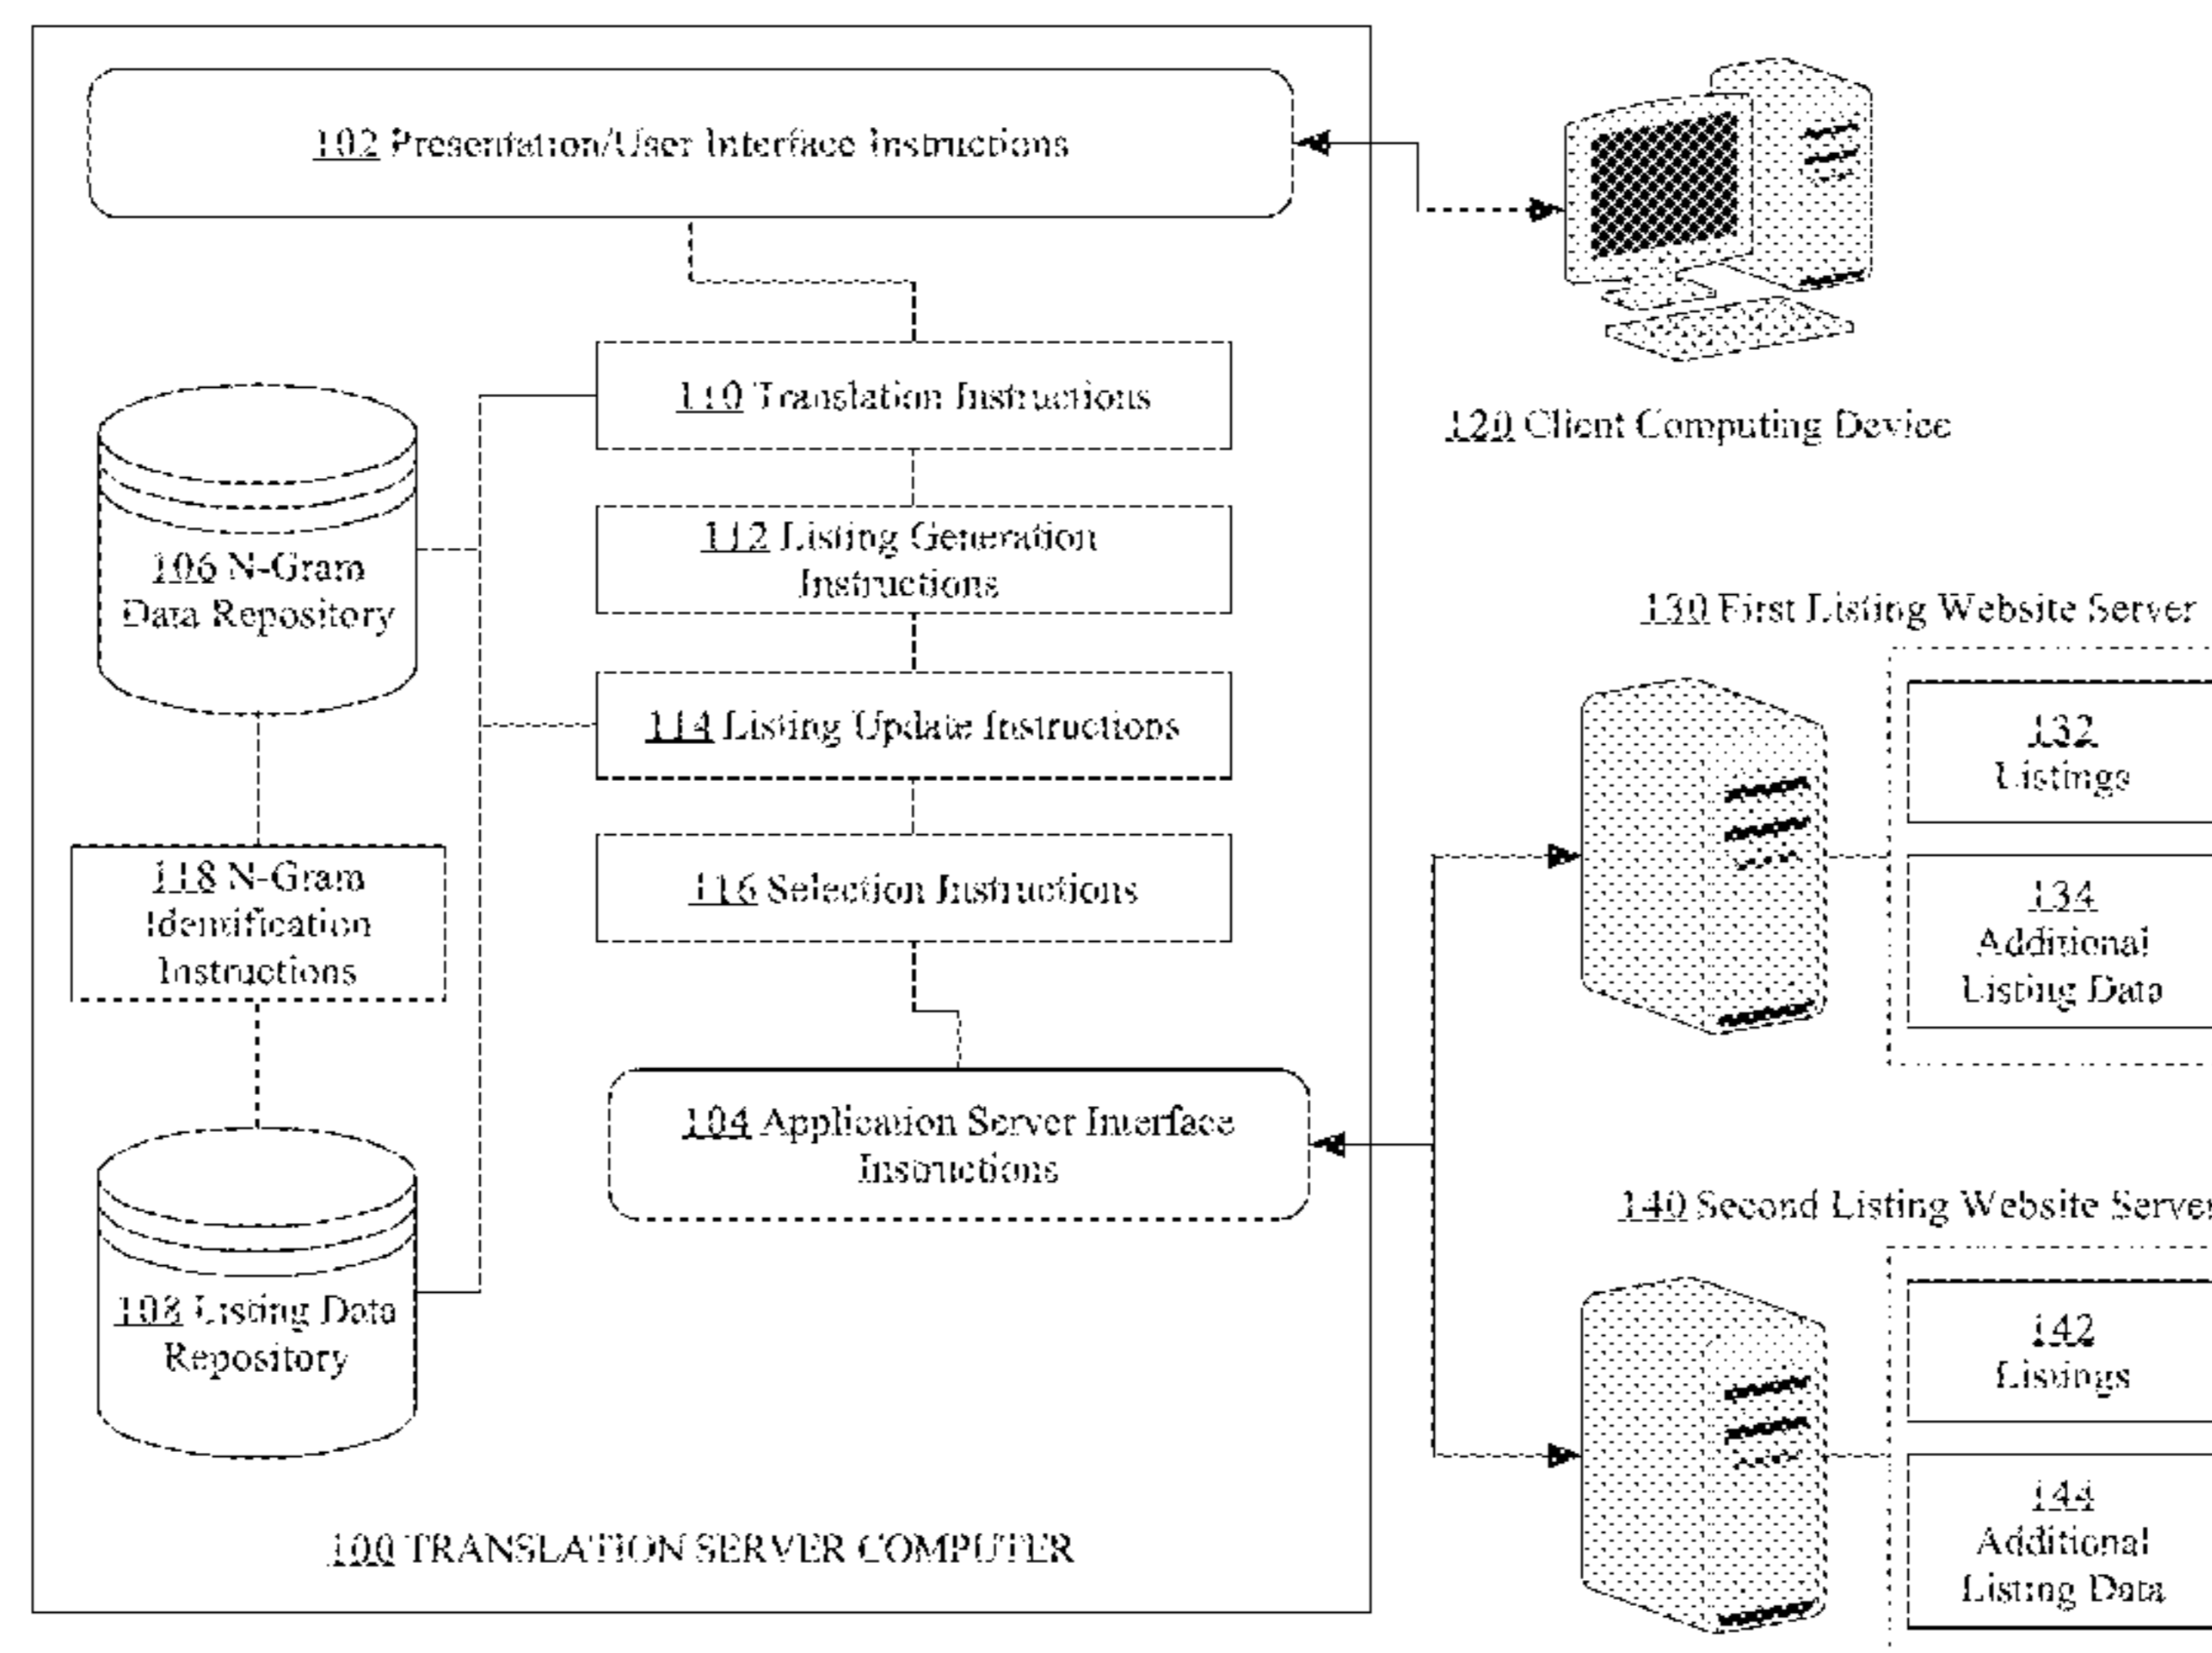 102 Presentation/User Interface Instructions
110 Translation Instructions
120 Client Computing Device
112 Listing Generation
Instructions
106 N-Gram
Data Repository
130 First Listing Website Server
114 Listing Update Instructions
132
Listings
118 N-Gram
Identification
Instructions
116 Selection Instructions
134
Additional
Listing Data
104 Application Server Interface
Instructions
140 Second Listing Website Server
108 Listing Data
Repository
142
Listings
144
Additional
Listing Data
100 TRANSLATION SERVER COMPUTER